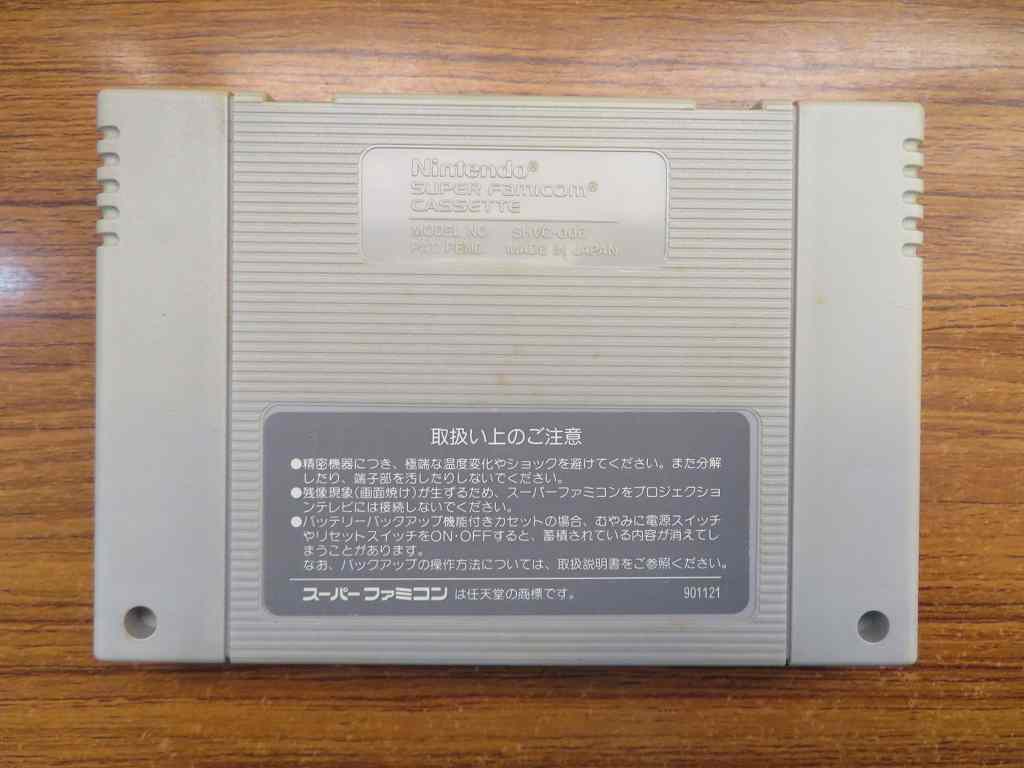 Nintendo®
SUPER FAMICOM®
CASSETTE
MODEL NO. SHVC-006
PAT. PEND. MADE IN JAPAN
取扱い上のご注意
●精密機器につき、極端な温度変化やショックを避けてください。また分解
したり、端子部を汚したりしないでください。
●残像現象(画面焼け)が生ずるため、スーパーファミコンをプロジェクショ
ンテレビには接続しないでください。
●バッテリーバックアップ機能付きカセットの場合、むやみに電源スイッチ
やリセットスイッチをON・OFFすると、蓄積されている内容が消えてし
まうことがあります。
なお、バックアップの操作方法については、取扱説明書をご参照ください。
スーパーファミコン は任天堂の商標です。 901121